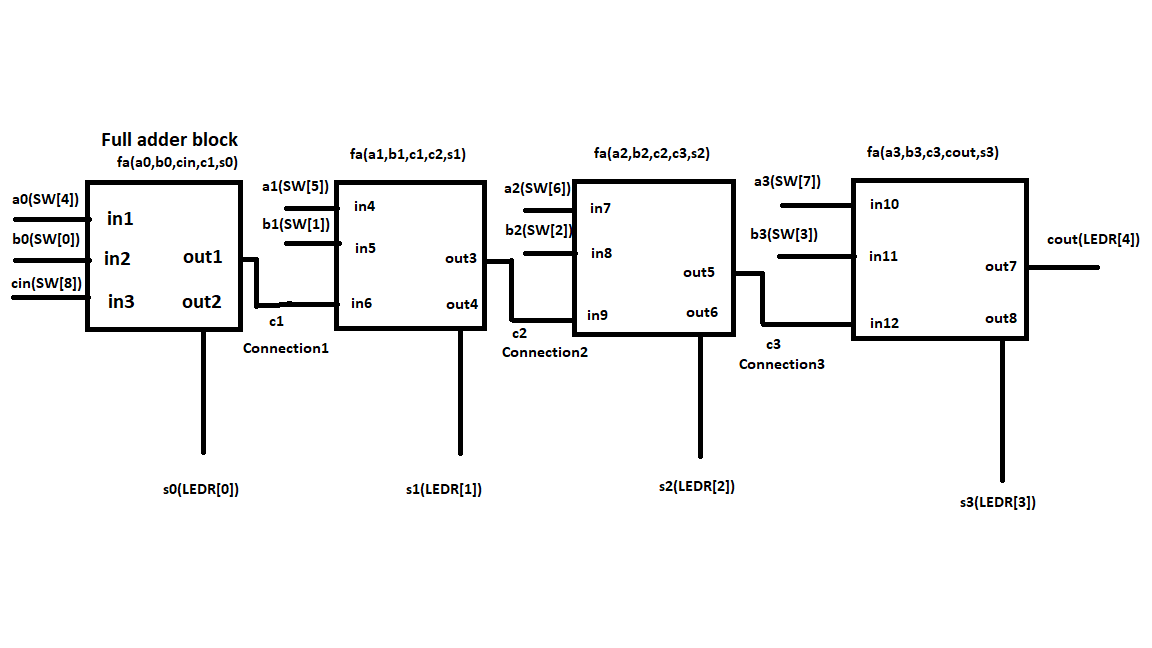 Full adder block
fa(a0,b0,cin,c1,s0)
a0(SW[4])
b0(SW[0])
cin(SW[8])
in1
in2
in3
out1
out2
c1
Connection1
s0(LEDR[0])
fa(a1,b1,c1,c2,s1)
a1(SW[5])
b1(SW[1])
in4
in5
in6
out3
out4
c2
Connection2
s1(LEDR[1])
fa(a2,b2,c2,c3,s2)
a2(SW[6])
b2(SW[2])
in7
in8
in9
out5
out6
c3
Connection3
s2(LEDR[2])
fa(a3,b3,c3,cout,s3)
a3(SW[7])
b3(SW[3])
in10
in11
in12
out7
out8
cout(LEDR[4])
s3(LEDR[3])